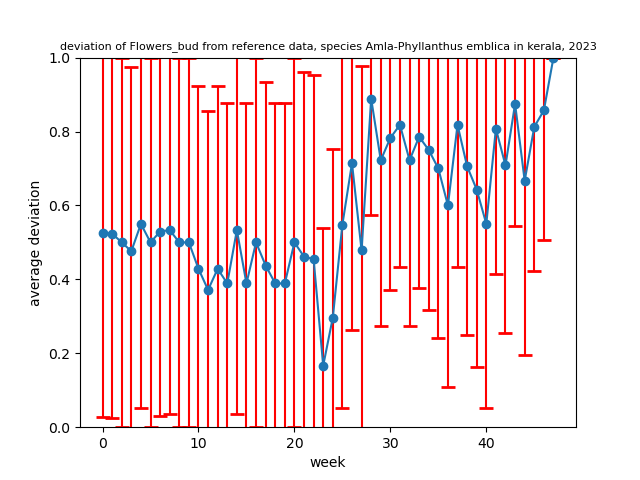 deviation of Flowers_bud from reference data, species Amla-Phyllanthus emblica in kerala, 2023
1.0
0.8
0.6
0.4
0.2
0.0
average deviation
0 10 20 30 40
week